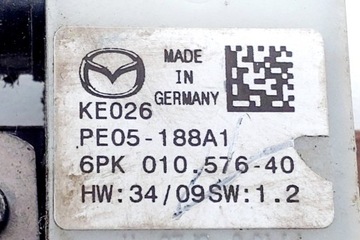 MADE
IN
GERMANY
KE026
PE05-188A1
6PK 010.576-40
HW:34/09SW:1.2